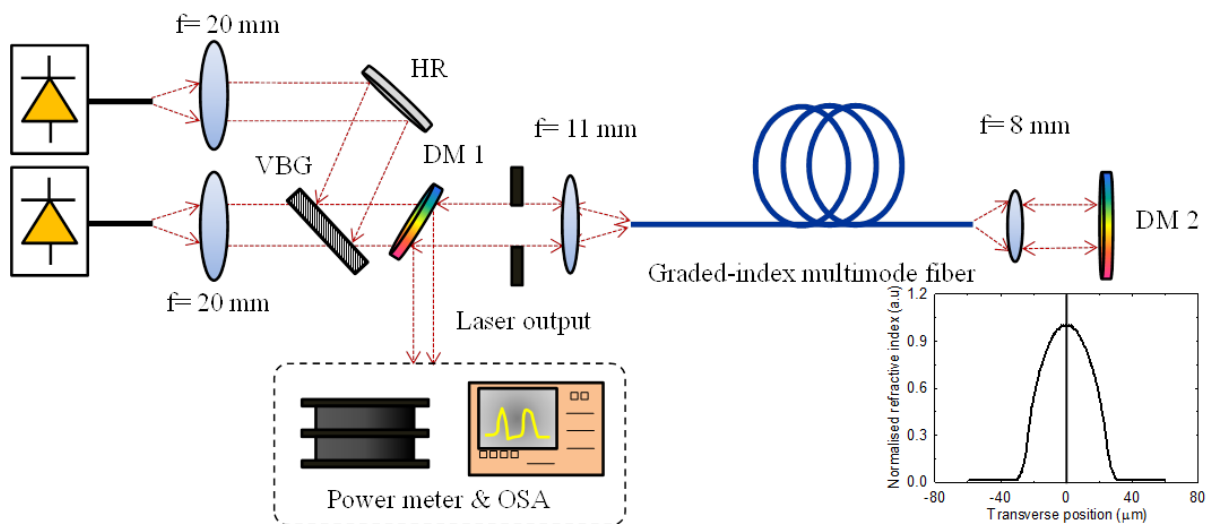 f= 20 mm
HR
DM 1
VBG
f= 11 mm
f= 8 mm
DM 2
f= 20 mm
Graded-index multimode fiber
Laser output
Power meter & OSA
Normalised refractive index (a.u)
1.2
0.9
0.6
0.3
0.0
-80
-40
0
40
80
Transverse position (μm)